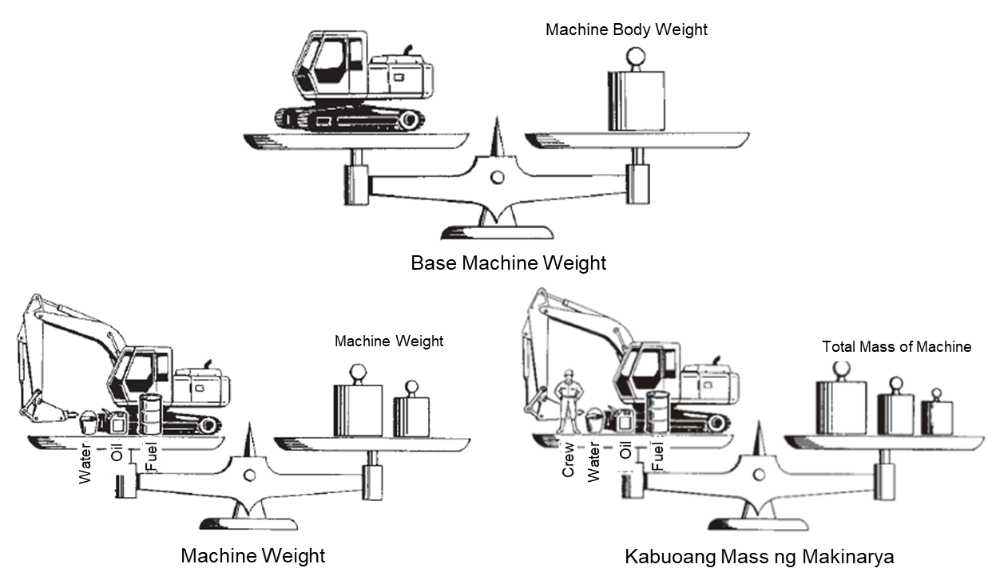 Machine Body Weight
Base Machine Weight
Machine Weight
Water
Oil
Fuel
Machine Weight
Total Mass of Machine
Crew
Water
Oil
Fuel
Kabuoang Mass ng Makinarya